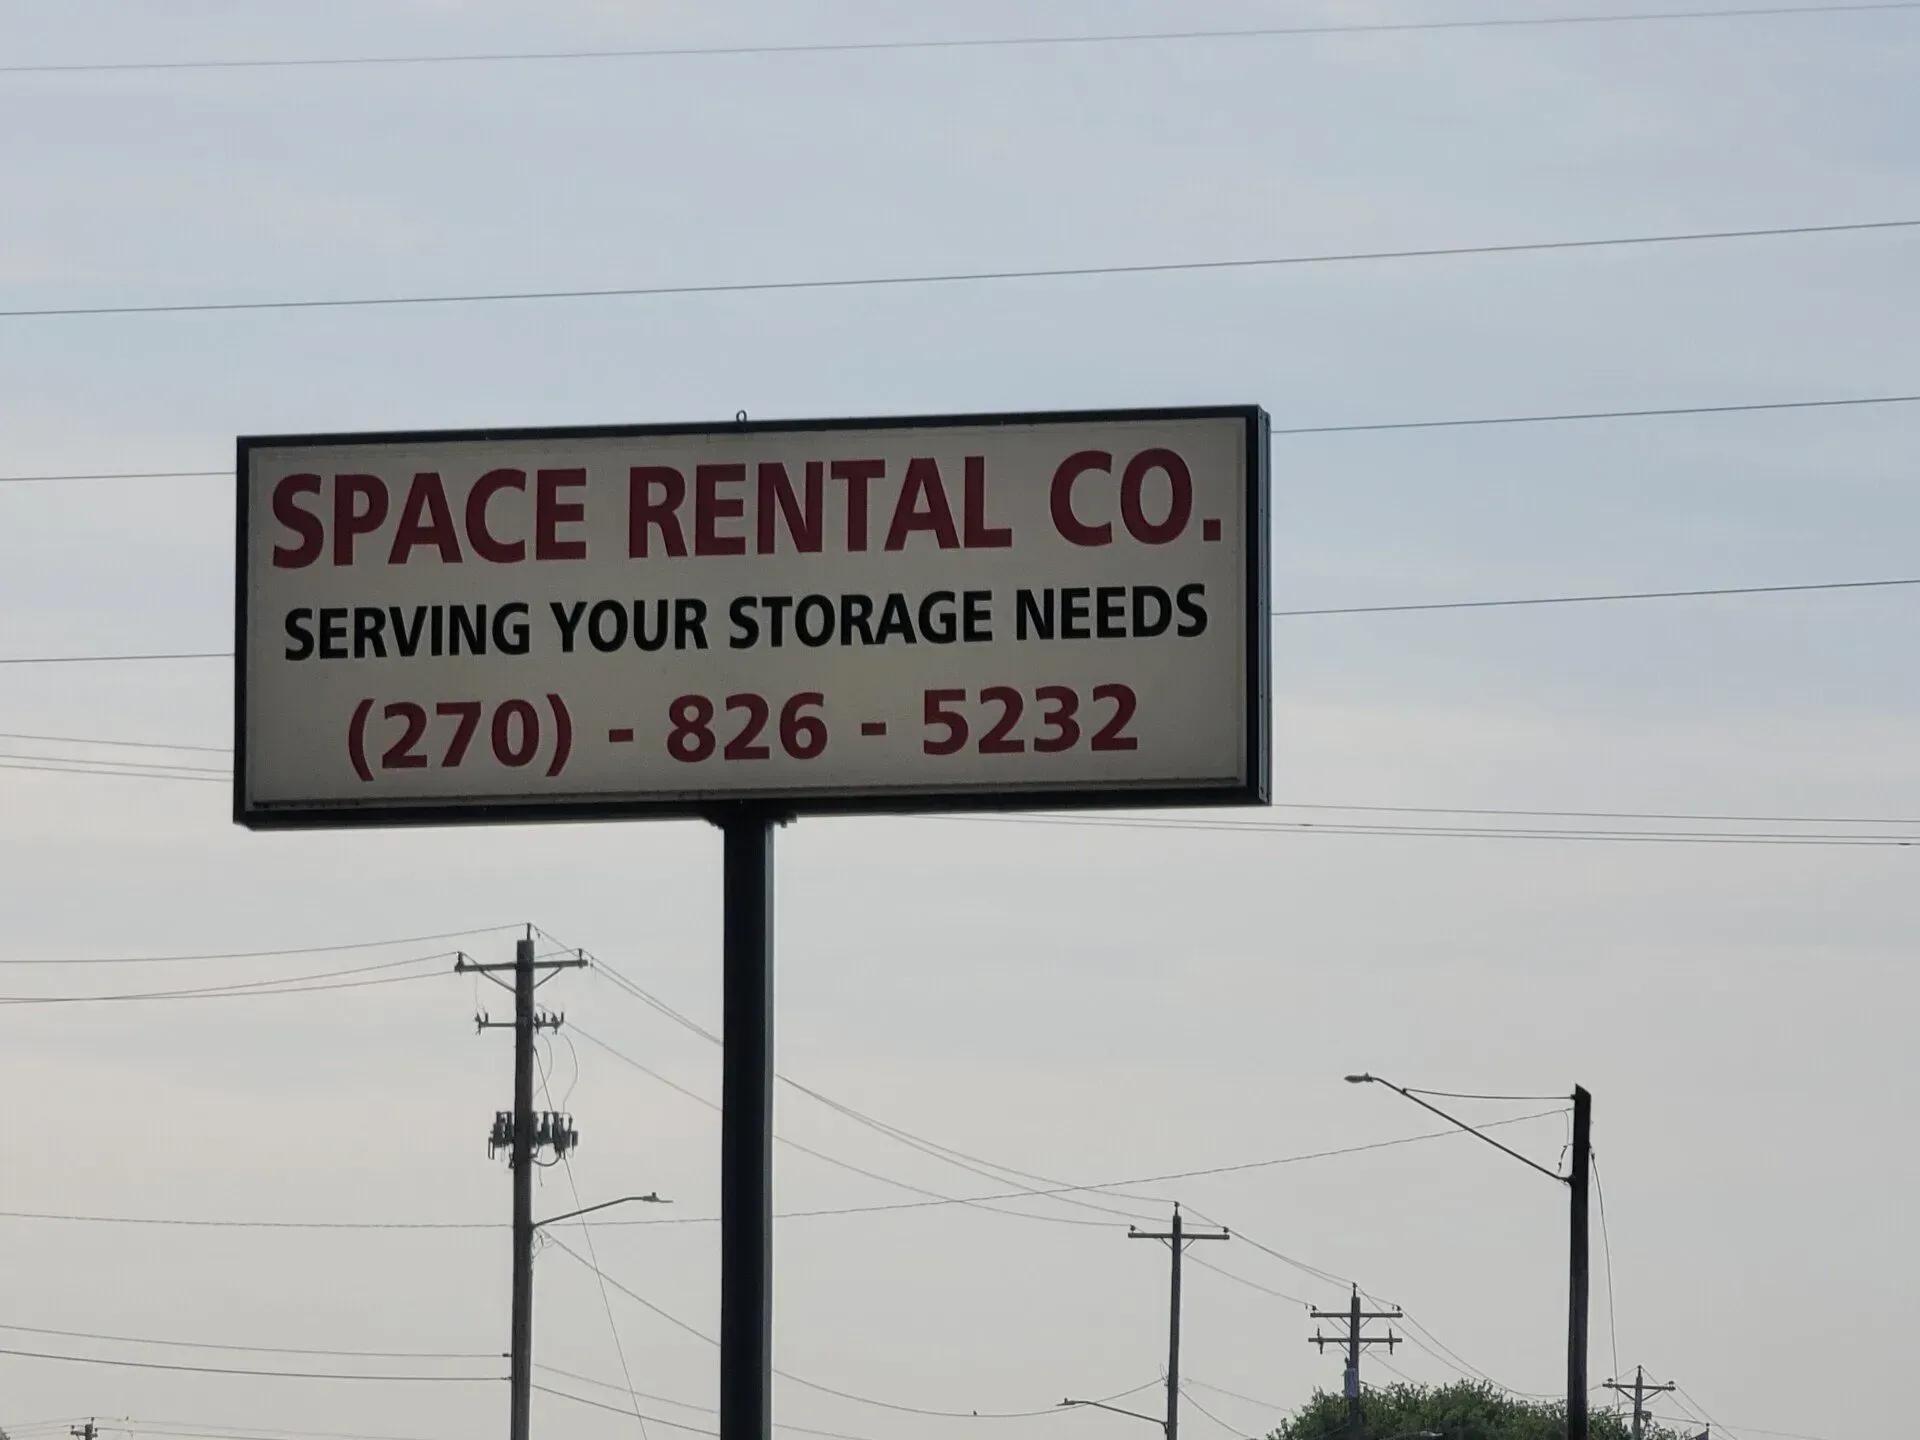 SPACE RENTAL CO.
SERVING YOUR STORAGE NEEDS
(270) - 826 - 5232